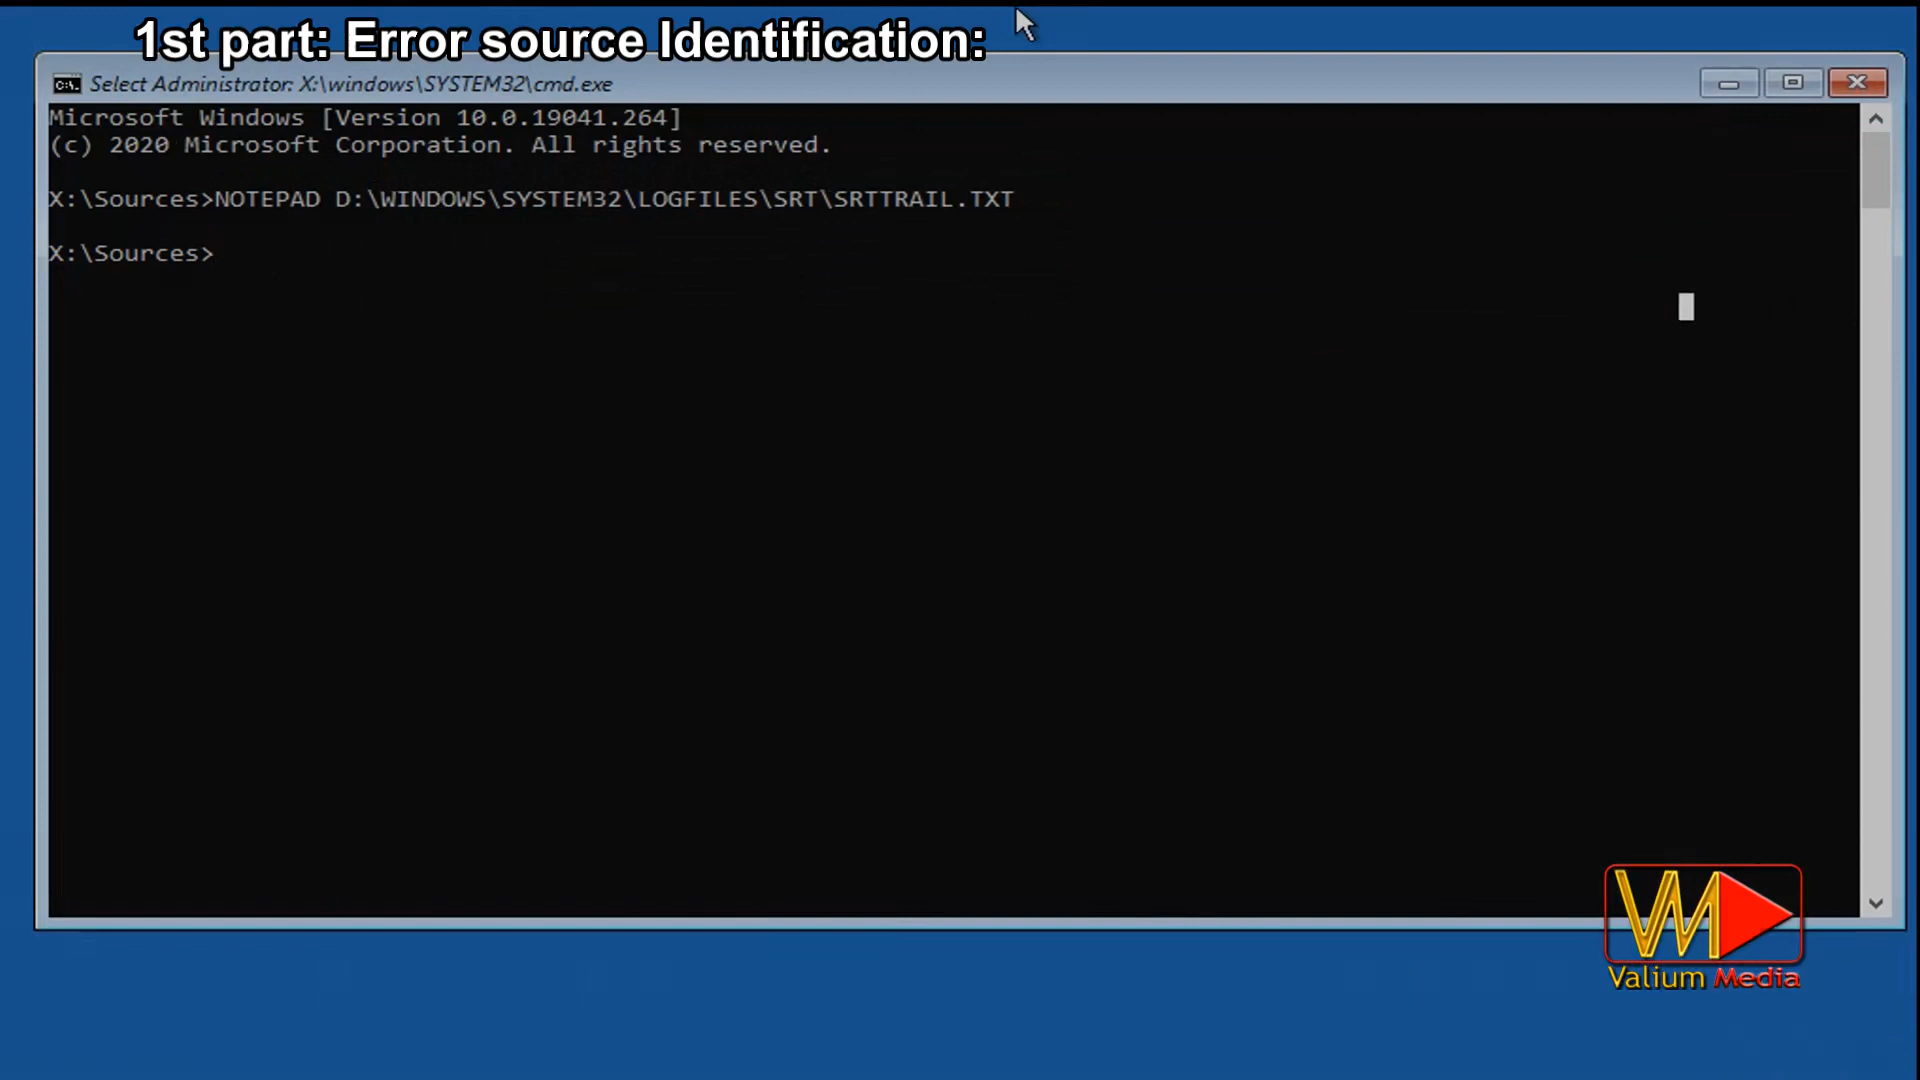 1st part: Error source Identification:
Select Administrator: X:\windows\SYSTEM32\cmd.exe
Microsoft Windows [Version 10.0.19041.264]
(c) 2020 Microsoft Corporation. All rights reserved.
X:\Sources>NOTEPAD D:\WINDOWS\SYSTEM32\LOGFILES\SRT\SRTTRAIL.TXT
X:\Sources>
VM
Valium Media